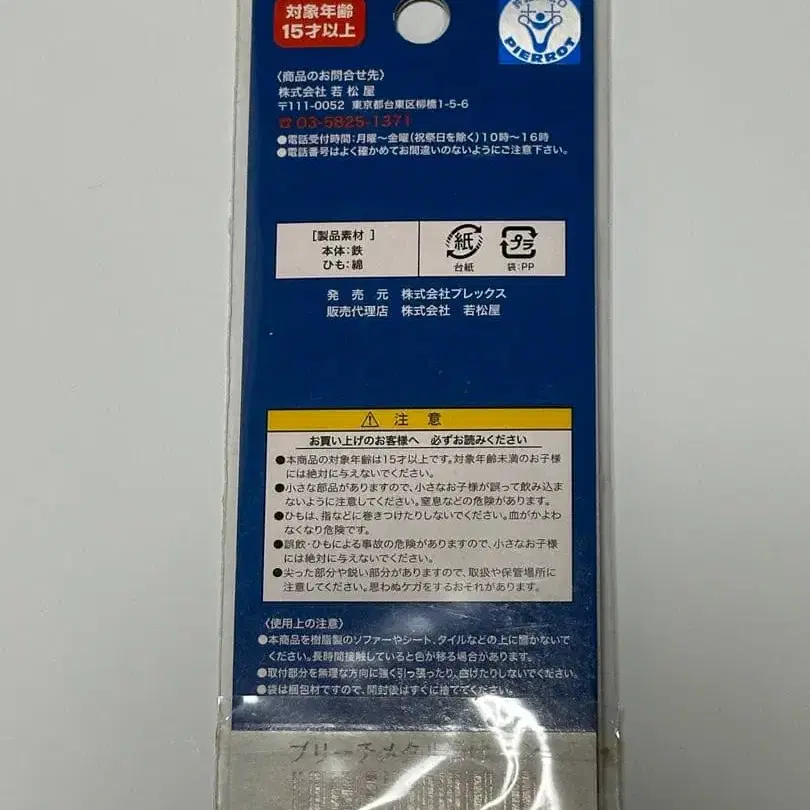 対象年齢
15才以上
PIERROT
〈商品のお問合せ先〉
株式会社 若松屋
〒111-0052 東京都台東区柳橋1-5-6
☎ 03-5825-1371
●電話受付時間:月曜〜金曜(祝祭日を除く)10時〜16時
●電話番号はよく確かめてお間違いのないようにご注意下さい。
[製品素材 ]
本体:鉄
ひも:綿
紙
台紙
プラ
袋:PP
発 売 元 株式会社プレックス
販売代理店 株式会社 若松屋
⚠ 注 意
お買い上げのお客様へ 必ずお読みください
●本商品の対象年齢は15才以上です。対象年齢未満のお子様
には絶対に与えないでください。
●小さな部品がありますので、小さなお子様が誤って飲み込ま
ないように注意してください。窒息などの危険があります。
●ひもは、指などに巻きつけたりしないでください。血がかよわ
なくなり危険です。
●誤飲・ひもによる事故の危険がありますので、小さなお子様
には絶対に与えないでください。
●尖った部分や鋭い部分がありますので、取扱や保管場所に
注意してください。思わぬケガをするおそれがあります。
〈使用上の注意〉
●本商品を樹脂製のソファーやシート、タイルなどの上に置かないで
ください。長時間接触していると色が移る場合があります。
●取付部分を無理な方向に強く引っ張ったり、曲げたりしないでください。
●袋は梱包材ですので、開封後はすぐに捨ててください。
ブリーチメタル